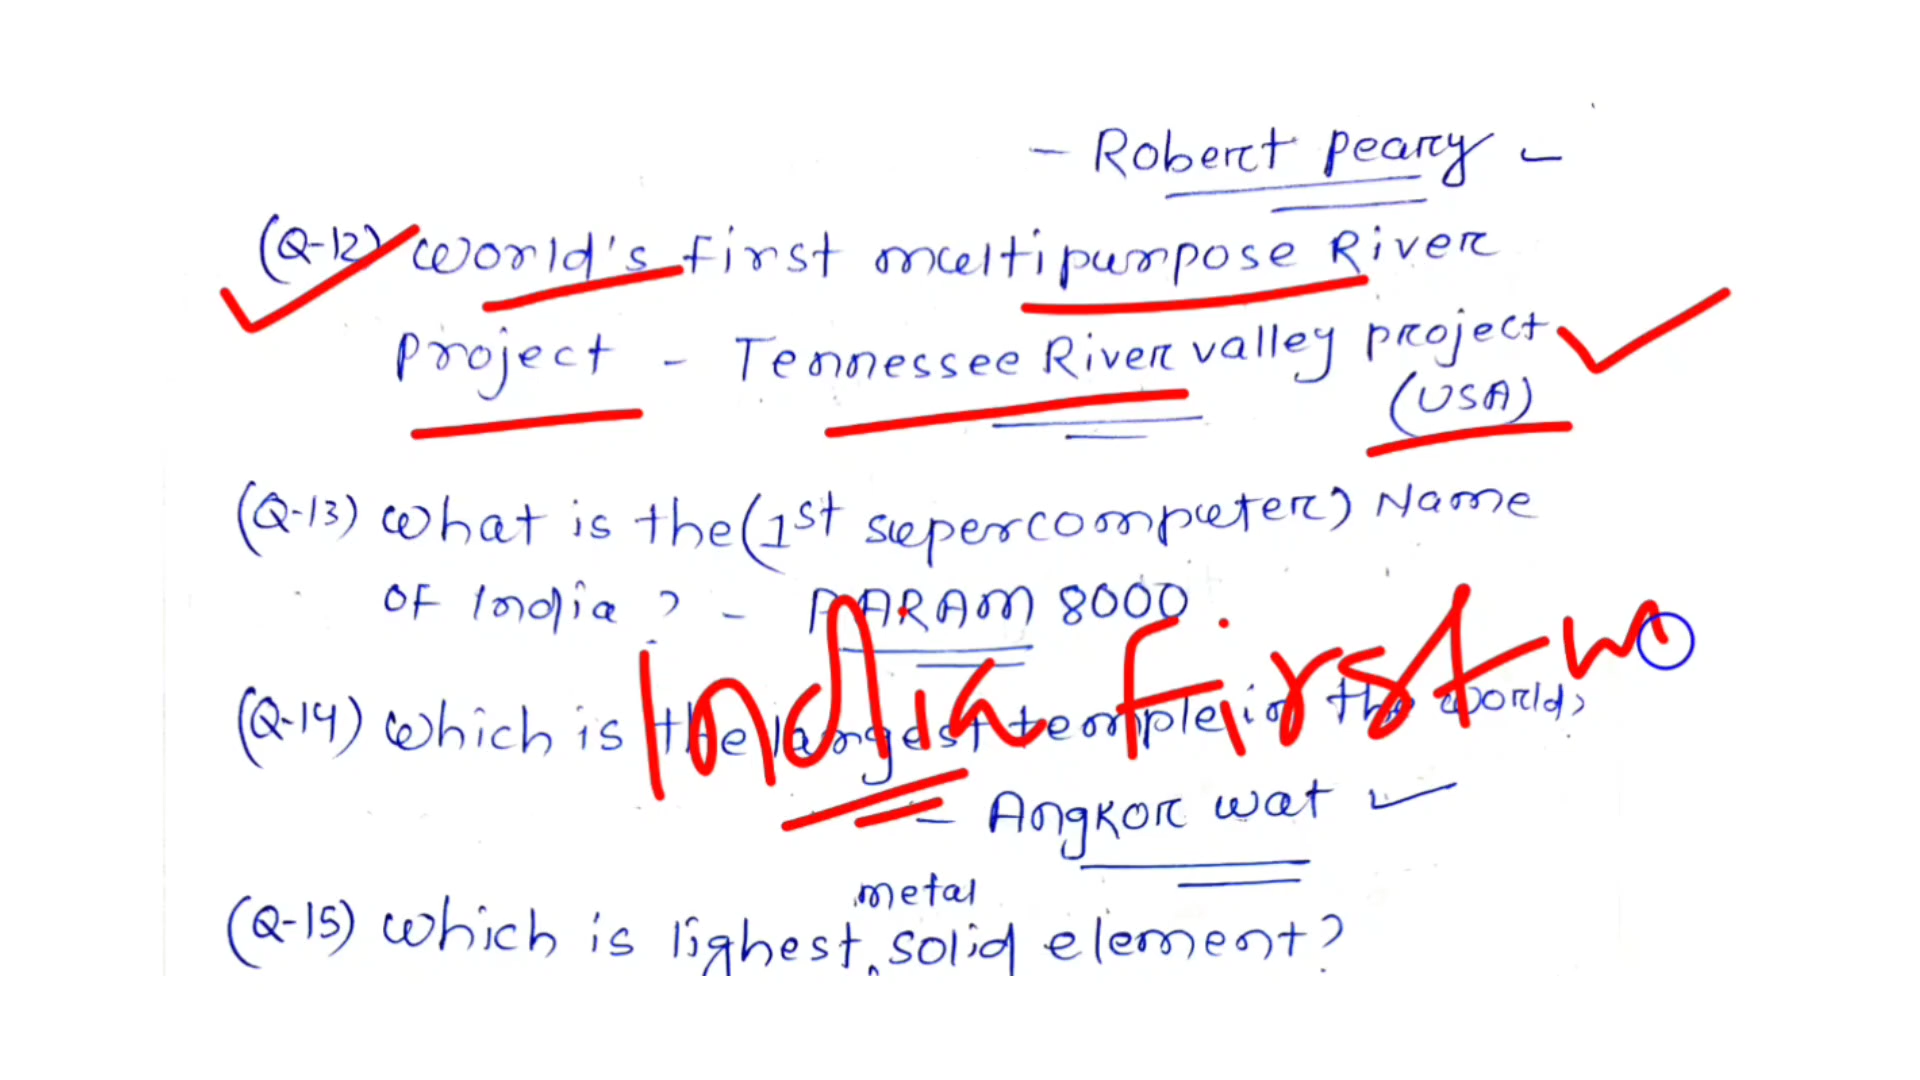 - Robert Peary -
(Q-12) World's first multipurpose River
Project - Tennessee River valley project
(USA)
(Q-13) What is the (1st supercomputer) Name
OF India ? - PARAM 8000
India First
(Q-14) Which is the largest temple in the world?
- Angkor wat
metal
(Q-15) Which is lighest solid element?